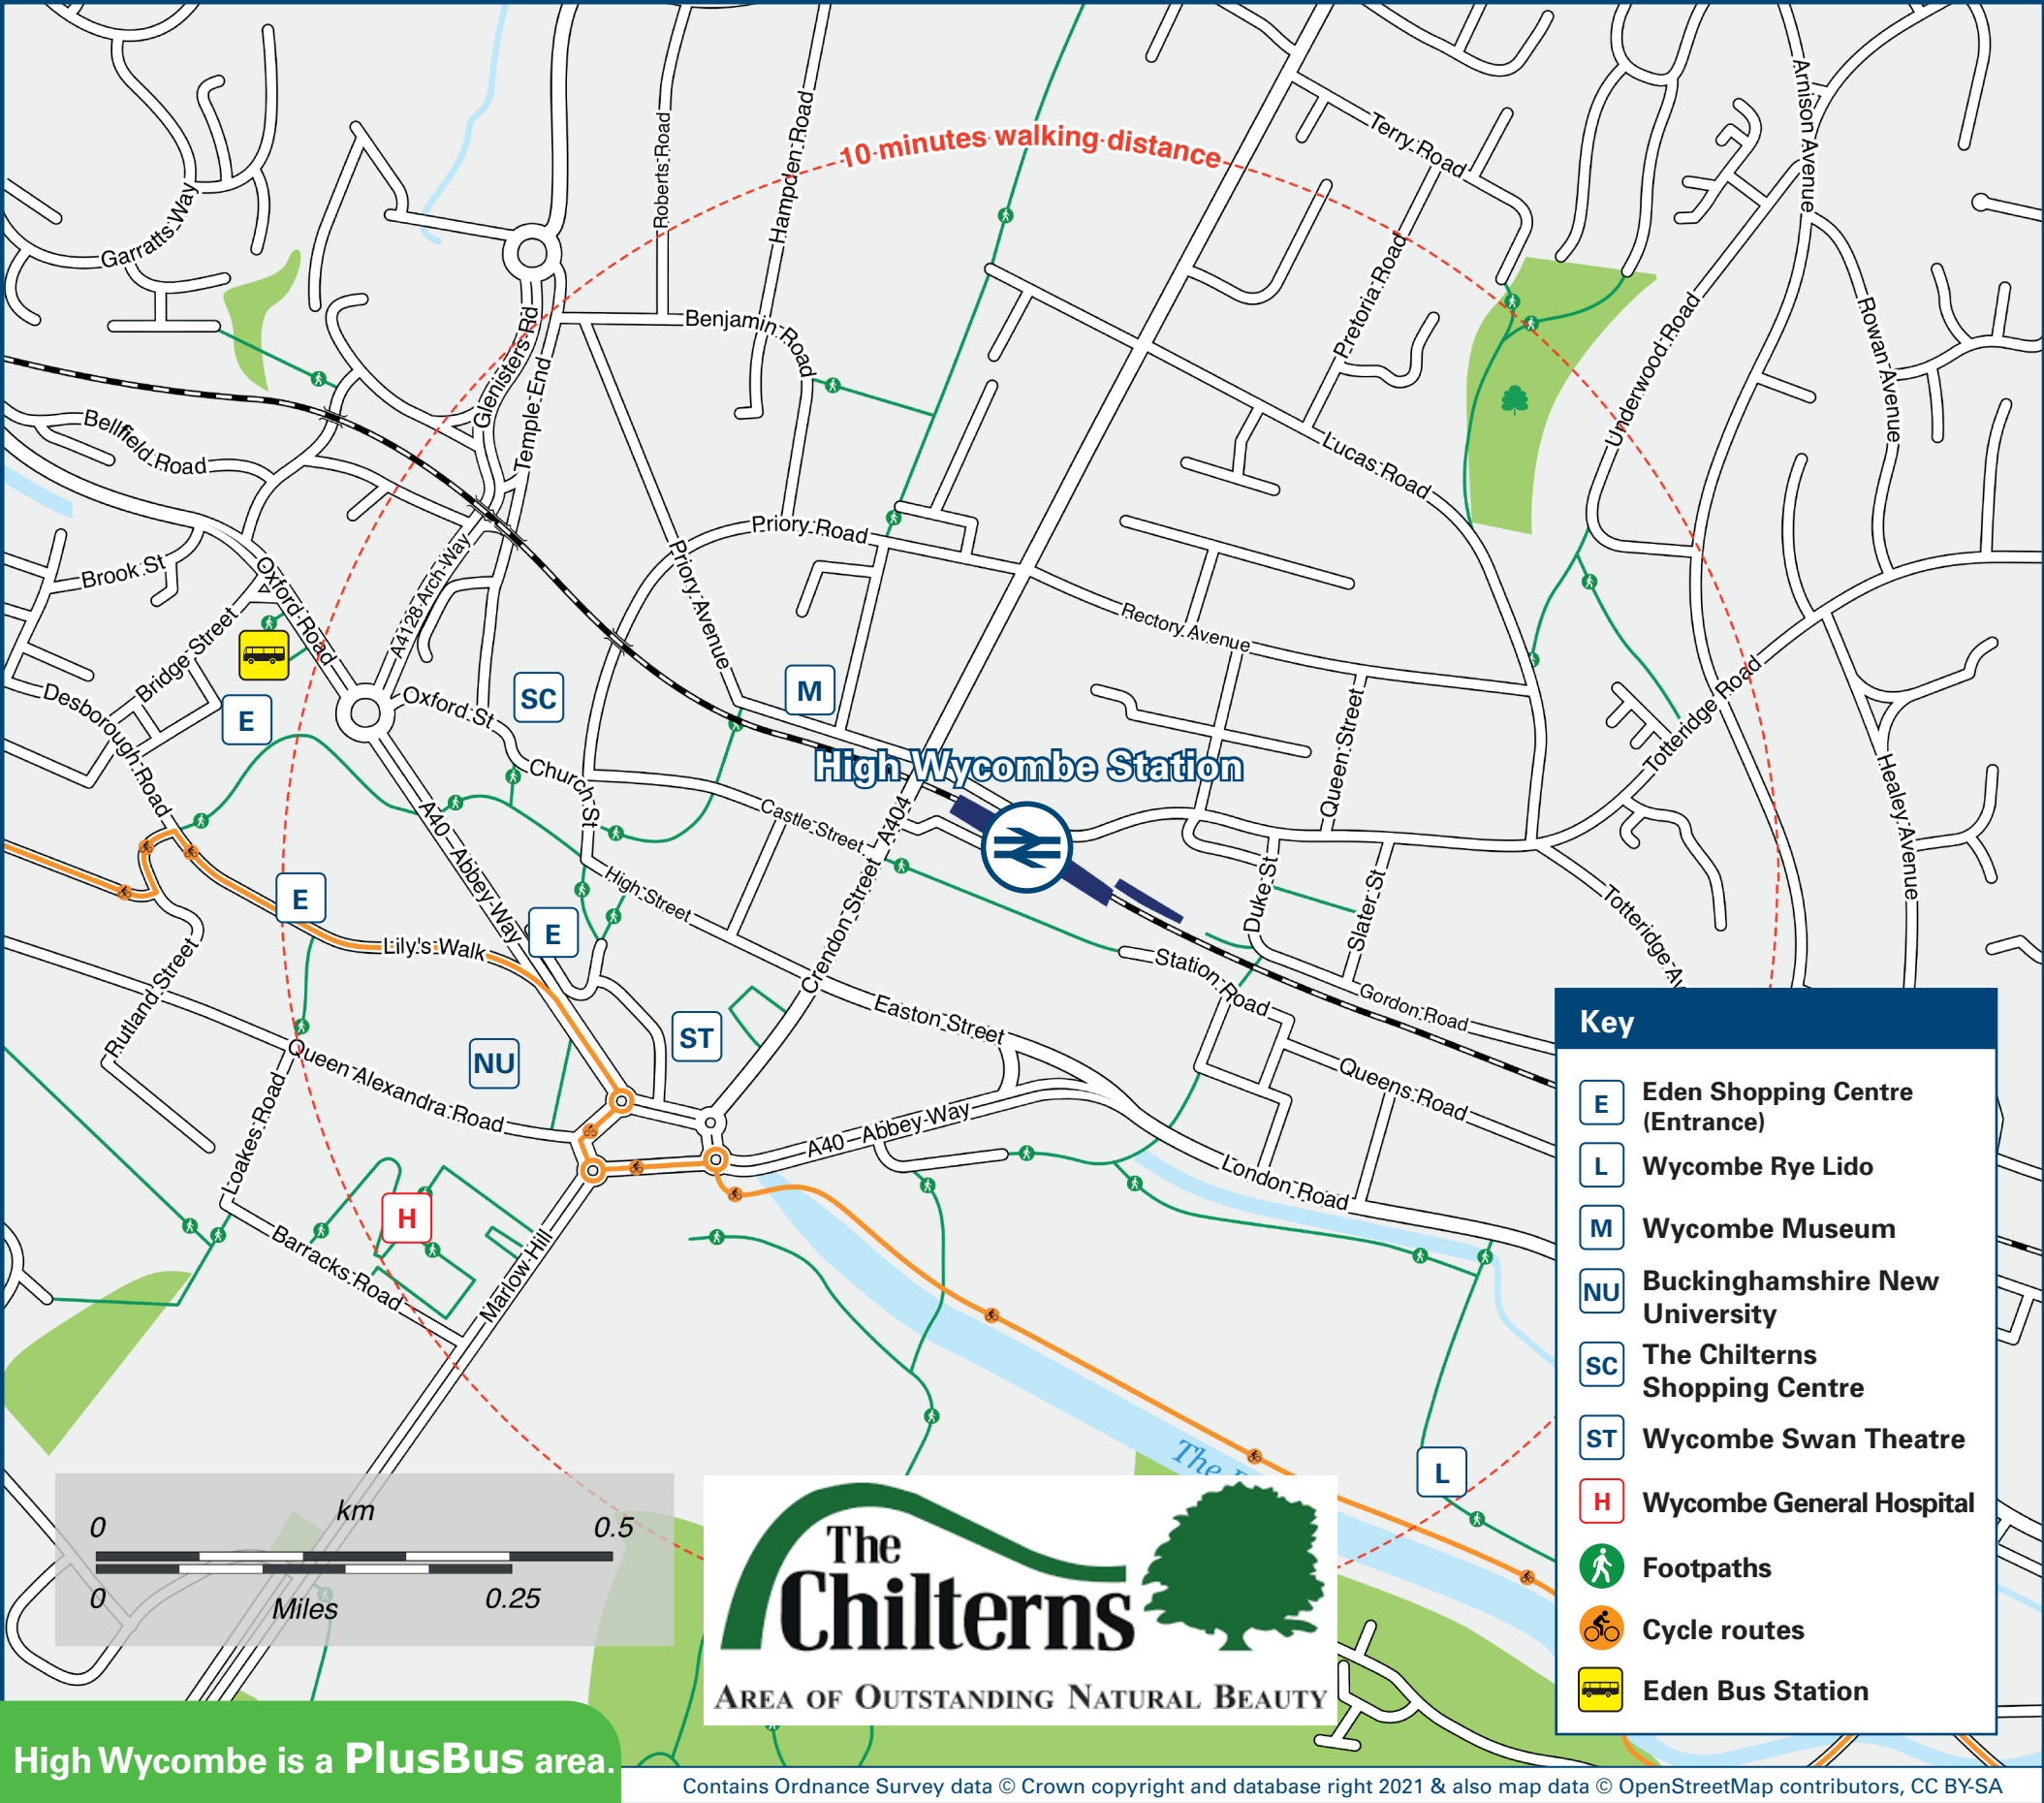 10 minutes walking distance
Arnison Avenue
Terry Road
Roberts Road
Hampden Road
Garratts Way
Pretoria Road
Underwood Road
Rowan Avenue
Benjamin Road
Glenisters Rd
Temple End
Bellfield Road
Lucas Road
Priory Road
Priory Avenue
Brook St
Oxford Road
A4128 Arch Way
Rectory Avenue
Bridge Street
Desborough Road
E
SC
M
Oxford St
Queen Street
Totteridge Road
High Wycombe Station
Church St
Castle Street
A404
Healey Avenue
A40 – Abbey Way
High Street
Crendon Street
Duke St
Slater St
Totteridge Av
E
E
Lily's Walk
Station Road
Gordon Road
Rutland Street
Easton Street
ST
NU
Queen Alexandra Road
Queens Road
Loakes Road
A40 – Abbey Way
London Road
H
Barracks Road
Marlow Hill
The
L
Key
E Eden Shopping Centre
(Entrance)
L Wycombe Rye Lido
M Wycombe Museum
NU Buckinghamshire New
University
SC The Chilterns
Shopping Centre
ST Wycombe Swan Theatre
H Wycombe General Hospital
Footpaths
Cycle routes
Eden Bus Station
km
0 0.5
0 0.25
Miles
The
Chilterns
Area of Outstanding Natural Beauty
High Wycombe is a PlusBus area.
Contains Ordnance Survey data © Crown copyright and database right 2021 & also map data © OpenStreetMap contributors, CC BY-SA